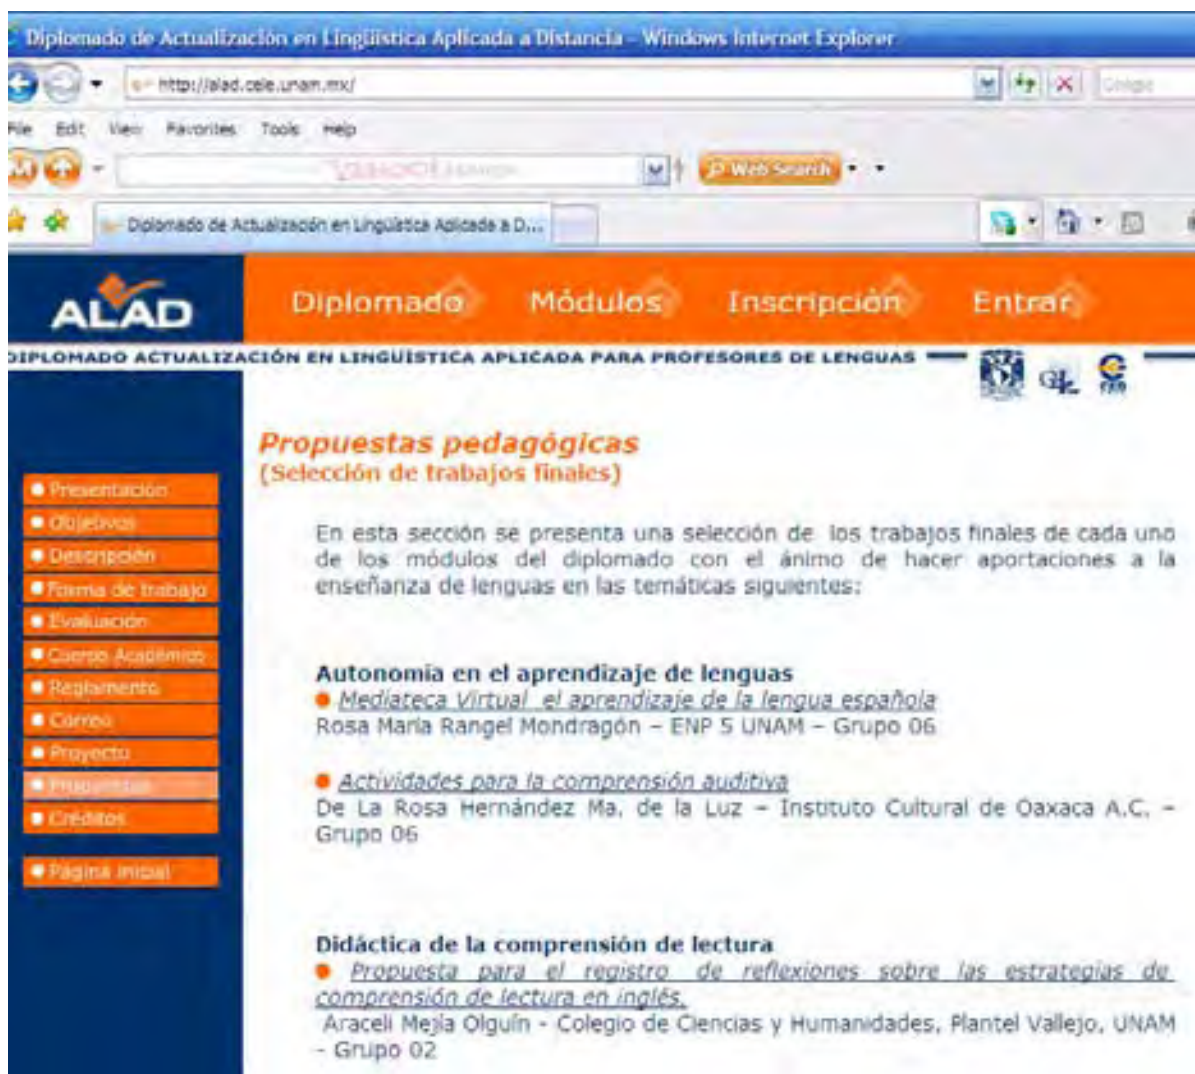 Diplomado de Actualización en Lingüística Aplicada a Distancia - Windows Internet Explorer
http://alad.cele.unam.mx/
Google
File Edit View Favorites Tools Help
Web Search
Diplomado de Actualización en Lingüística Aplicada a D...
ALAD
Diplomado Módulos Inscripción Entrar
DIPLOMADO ACTUALIZACIÓN EN LINGÜÍSTICA APLICADA PARA PROFESORES DE LENGUAS
Presentación
Objetivos
Descripción
Forma de trabajo
Evaluación
Cuerpo Académico
Reglamento
Correo
Proyecto
Propuestas
Créditos
Página inicial
Propuestas pedagógicas
(Selección de trabajos finales)
En esta sección se presenta una selección de los trabajos finales de cada uno
de los módulos del diplomado con el ánimo de hacer aportaciones a la
enseñanza de lenguas en las temáticas siguientes:
Autonomía en el aprendizaje de lenguas
Mediateca Virtual el aprendizaje de la lengua española
Rosa María Rangel Mondragón – ENP 5 UNAM – Grupo 06
Actividades para la comprensión auditiva
De La Rosa Hernández Ma. de la Luz – Instituto Cultural de Oaxaca A.C. –
Grupo 06
Didáctica de la comprensión de lectura
Propuesta para el registro de reflexiones sobre las estrategias de
comprensión de lectura en inglés.
Araceli Mejía Olguín - Colegio de Ciencias y Humanidades, Plantel Vallejo, UNAM
- Grupo 02